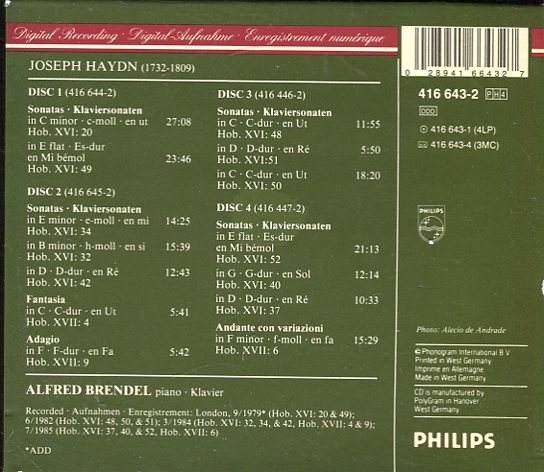 Digital Recording · Digital-Aufnahme · Enregistrement numérique
JOSEPH HAYDN (1732-1809)
DISC 1 (416 644-2)
Sonatas · Klaviersonaten
in C minor · c-moll · en ut 27:08
Hob. XVI: 20
in E flat · Es-dur
en Mi bémol 23:46
Hob. XVI: 49
DISC 2 (416 645-2)
Sonatas · Klaviersonaten
in E minor · e-moll · en mi 14:25
Hob. XVI: 34
in B minor · h-moll · en si 15:39
Hob. XVI: 32
in D · D-dur · en Ré 12:43
Hob. XVI: 42
Fantasia
in C · C-dur · en Ut 5:41
Hob. XVII: 4
Adagio
in F · F-dur · en Fa 5:42
Hob. XVII: 9
DISC 3 (416 446-2)
Sonatas · Klaviersonaten
in C · C-dur · en Ut 11:55
Hob. XVI: 48
in D · D-dur · en Ré 5:50
Hob. XVI:51
in C · C-dur · en Ut 18:20
Hob. XVI: 50
DISC 4 (416 447-2)
Sonatas · Klaviersonaten
in E flat · Es-dur
en Mi bémol 21:13
Hob. XVI: 52
in G · G-dur · en Sol 12:14
Hob. XVI: 40
in D · D-dur · en Ré 10:33
Hob. XVI: 37
Andante con variazioni
in F minor · f-moll · en fa 15:29
Hob. XVII: 6
ALFRED BRENDEL piano · Klavier
Recorded · Aufnahmen · Enregistrement: London, 9/1979* (Hob. XVI: 20 & 49);
6/1982 (Hob. XVI: 48, 50, & 51); 3/1984 (Hob. XVI: 32, 34, & 42, Hob. XVII: 4 & 9);
7/1985 (Hob. XVI: 37, 40, & 52, Hob. XVII: 6)
*ADD
0 28941 66432 7
416 643-2 PH4
DDD
416 643-1 (4LP)
416 643-4 (3MC)
PHILIPS
Photo: Alecio de Andrade
℗ Phonogram International B.V.
Printed in West Germany
Imprimé en Allemagne
Made in West Germany
CD is manufactured by
PolyGram in Hanover
West Germany
PHILIPS